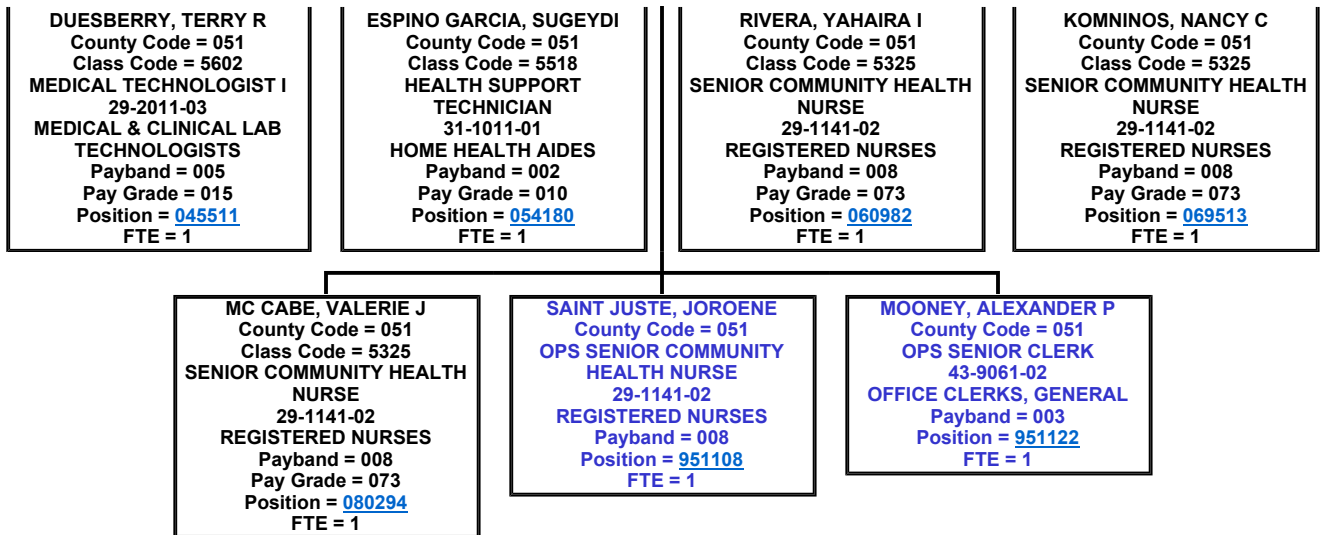 DUESBERRY, TERRY R
County Code = 051
Class Code = 5602
MEDICAL TECHNOLOGIST I
29-2011-03
MEDICAL & CLINICAL LAB
TECHNOLOGISTS
Payband = 005
Pay Grade = 015
Position = 045511
FTE = 1
ESPINO GARCIA, SUGEYDI
County Code = 051
Class Code = 5518
HEALTH SUPPORT
TECHNICIAN
31-1011-01
HOME HEALTH AIDES
Payband = 002
Pay Grade = 010
Position = 054180
FTE = 1
RIVERA, YAHAIRA I
County Code = 051
Class Code = 5325
SENIOR COMMUNITY HEALTH
NURSE
29-1141-02
REGISTERED NURSES
Payband = 008
Pay Grade = 073
Position = 060982
FTE = 1
KOMNINOS, NANCY C
County Code = 051
Class Code = 5325
SENIOR COMMUNITY HEALTH
NURSE
29-1141-02
REGISTERED NURSES
Payband = 008
Pay Grade = 073
Position = 069513
FTE = 1
MC CABE, VALERIE J
County Code = 051
Class Code = 5325
SENIOR COMMUNITY HEALTH
NURSE
29-1141-02
REGISTERED NURSES
Payband = 008
Pay Grade = 073
Position = 080294
FTE = 1
SAINT JUSTE, JOROENE
County Code = 051
OPS SENIOR COMMUNITY
HEALTH NURSE
29-1141-02
REGISTERED NURSES
Payband = 008
Position = 951108
FTE = 1
MOONEY, ALEXANDER P
County Code = 051
OPS SENIOR CLERK
43-9061-02
OFFICE CLERKS, GENERAL
Payband = 003
Position = 951122
FTE = 1